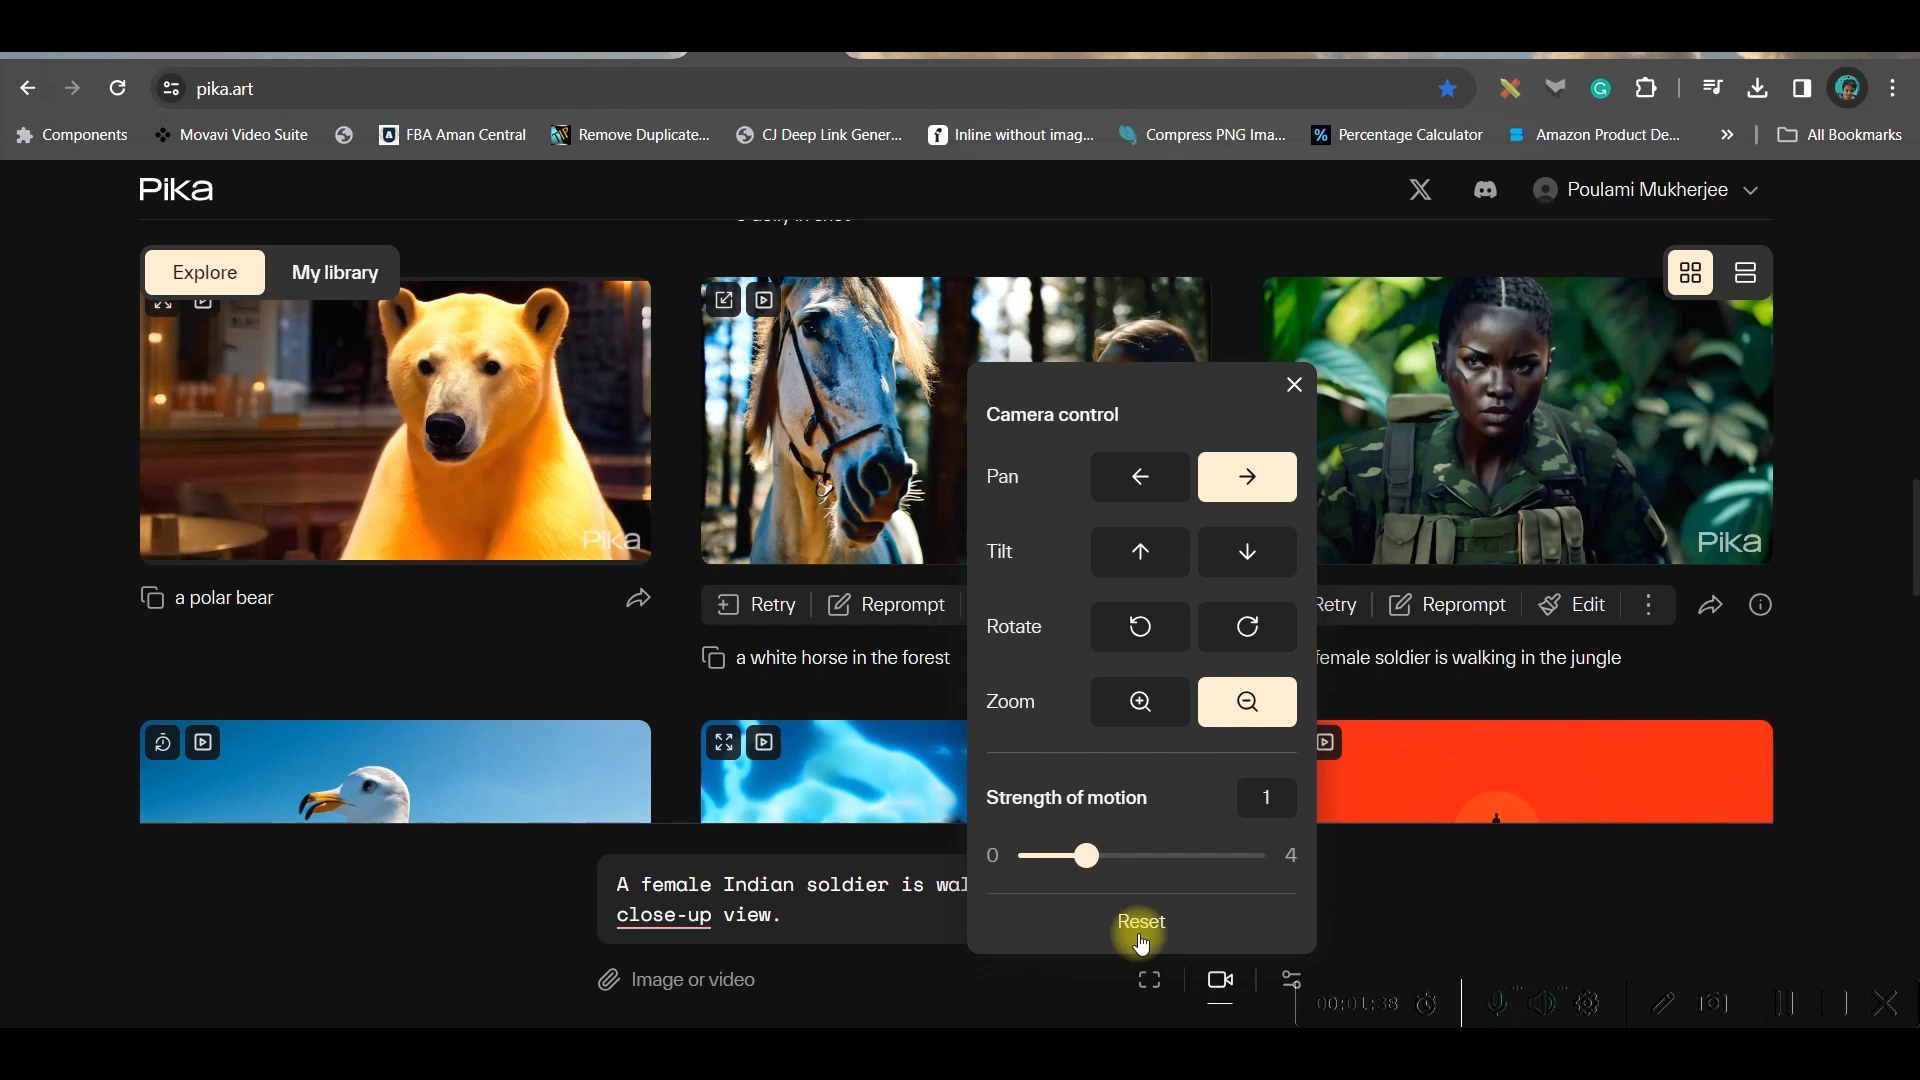 pika.art
Components
Movavi Video Suite
FBA Aman Central
Remove Duplicate...
CJ Deep Link Gener...
Inline without imag...
Compress PNG Ima...
Percentage Calculator
Amazon Product De...
All Bookmarks
Pika
Poulami Mukherjee
Explore
My library
Pika
Pika
a polar bear
Retry
Reprompt
a white horse in the forest
Retry
Reprompt
Edit
female soldier is walking in the jungle
Camera control
Pan
Tilt
Rotate
Zoom
Strength of motion
1
0
4
Reset
A female Indian soldier is wal
close-up view.
Image or video
00:01:38